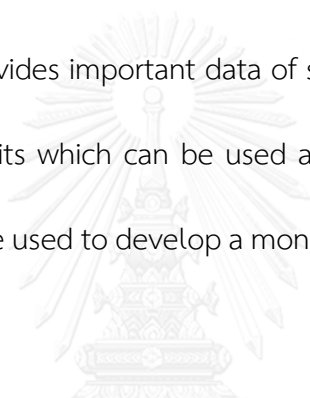 vides important data of s
its which can be used a
e used to develop a mon